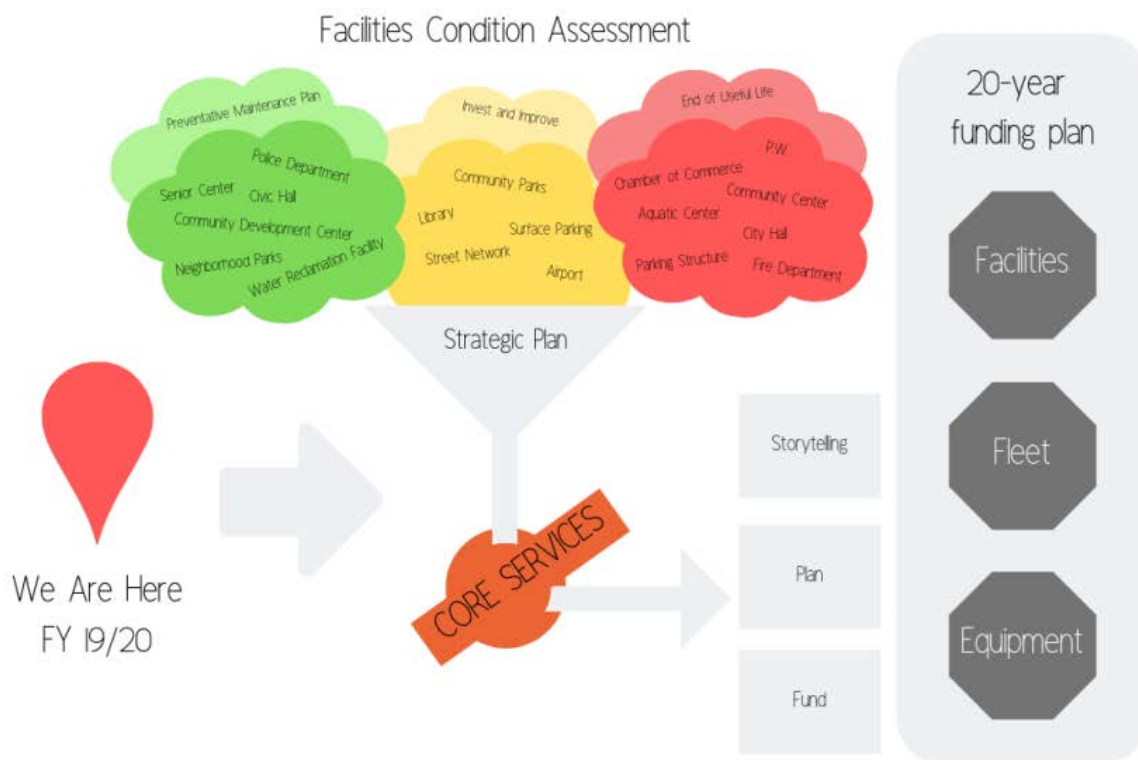 Facilities Condition Assessment
Preventative Maintenance Plan
Police Department
Senior Center
Civic Hall
Community Development Center
Neighborhood Parks
Water Reclamation Facility
Invest and Improve
Community Parks
Library
Surface Parking
Street Network
Airport
End of Useful Life
P.W.
Chamber of Commerce
Community Center
Aquatic Center
City Hall
Parking Structure
Fire Department
Strategic Plan
We Are Here
FY 19/20
CORE SERVICES
Storytelling
Plan
Fund
20-year
funding plan
Facilities
Fleet
Equipment